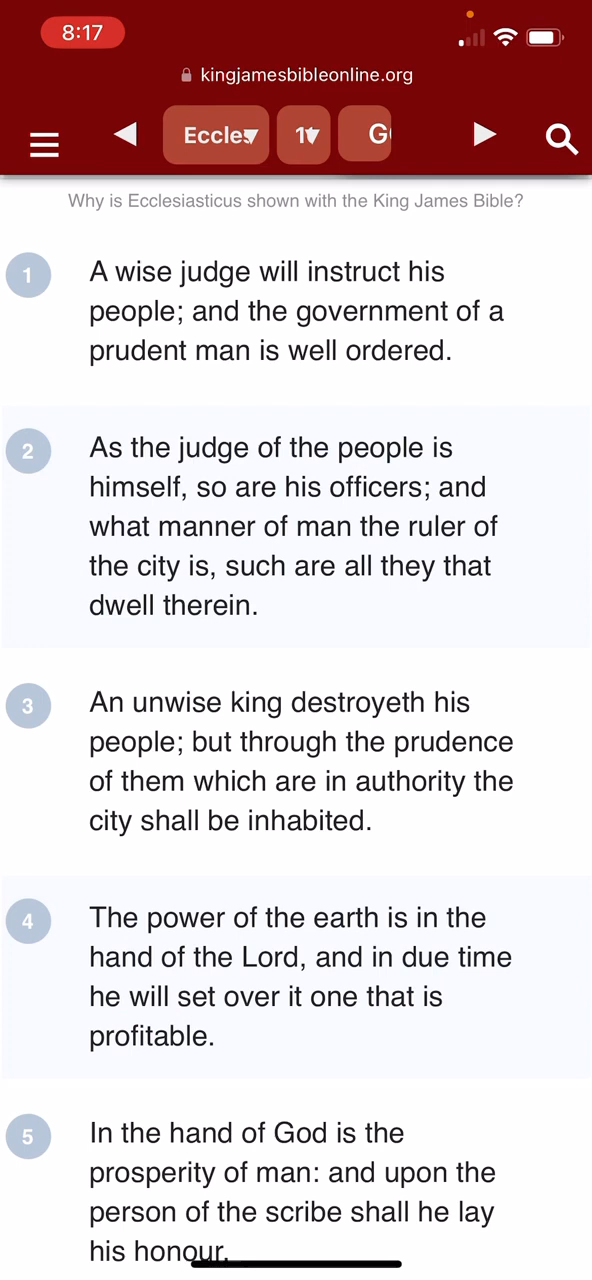 8:17
kingjamesbibleonline.org
Eccles
1
G
Why is Ecclesiasticus shown with the King James Bible?
1
A wise judge will instruct his
people; and the government of a
prudent man is well ordered.
2
As the judge of the people is
himself, so are his officers; and
what manner of man the ruler of
the city is, such are all they that
dwell therein.
3
An unwise king destroyeth his
people; but through the prudence
of them which are in authority the
city shall be inhabited.
4
The power of the earth is in the
hand of the Lord, and in due time
he will set over it one that is
profitable.
5
In the hand of God is the
prosperity of man: and upon the
person of the scribe shall he lay
his honour.